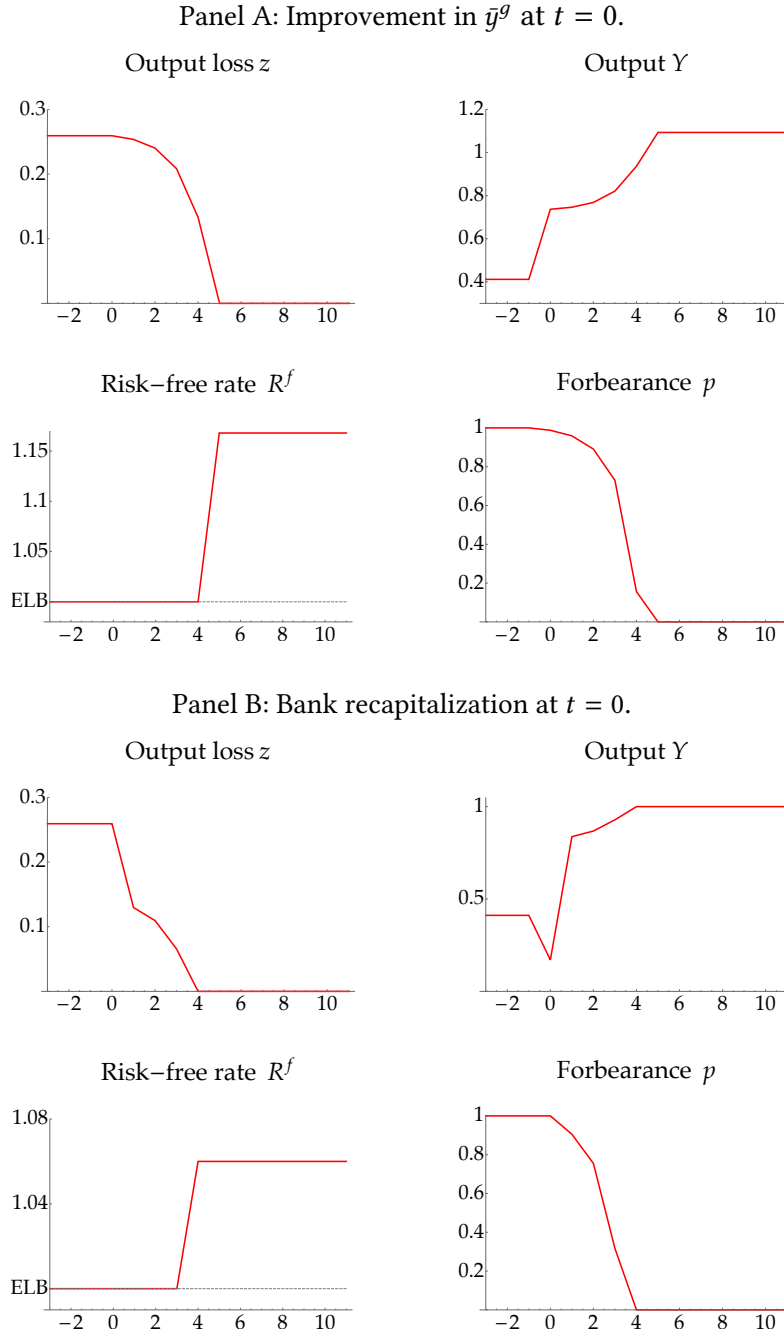 Panel A: Improvement in ȳ^g at t = 0.
Output loss z
Output Y
0.3
0.2
0.1
−2 0 2 4 6 8 10
1.2
1
0.8
0.6
0.4
−2 0 2 4 6 8 10
Risk−free rate R^f
Forbearance p
1.15
1.1
1.05
ELB
−2 0 2 4 6 8 10
1
0.8
0.6
0.4
0.2
−2 0 2 4 6 8 10
Panel B: Bank recapitalization at t = 0.
Output loss z
Output Y
0.3
0.2
0.1
−2 0 2 4 6 8 10
1
0.5
−2 0 2 4 6 8 10
Risk−free rate R^f
Forbearance p
1.08
1.04
ELB
−2 0 2 4 6 8 10
1
0.8
0.6
0.4
0.2
−2 0 2 4 6 8 10